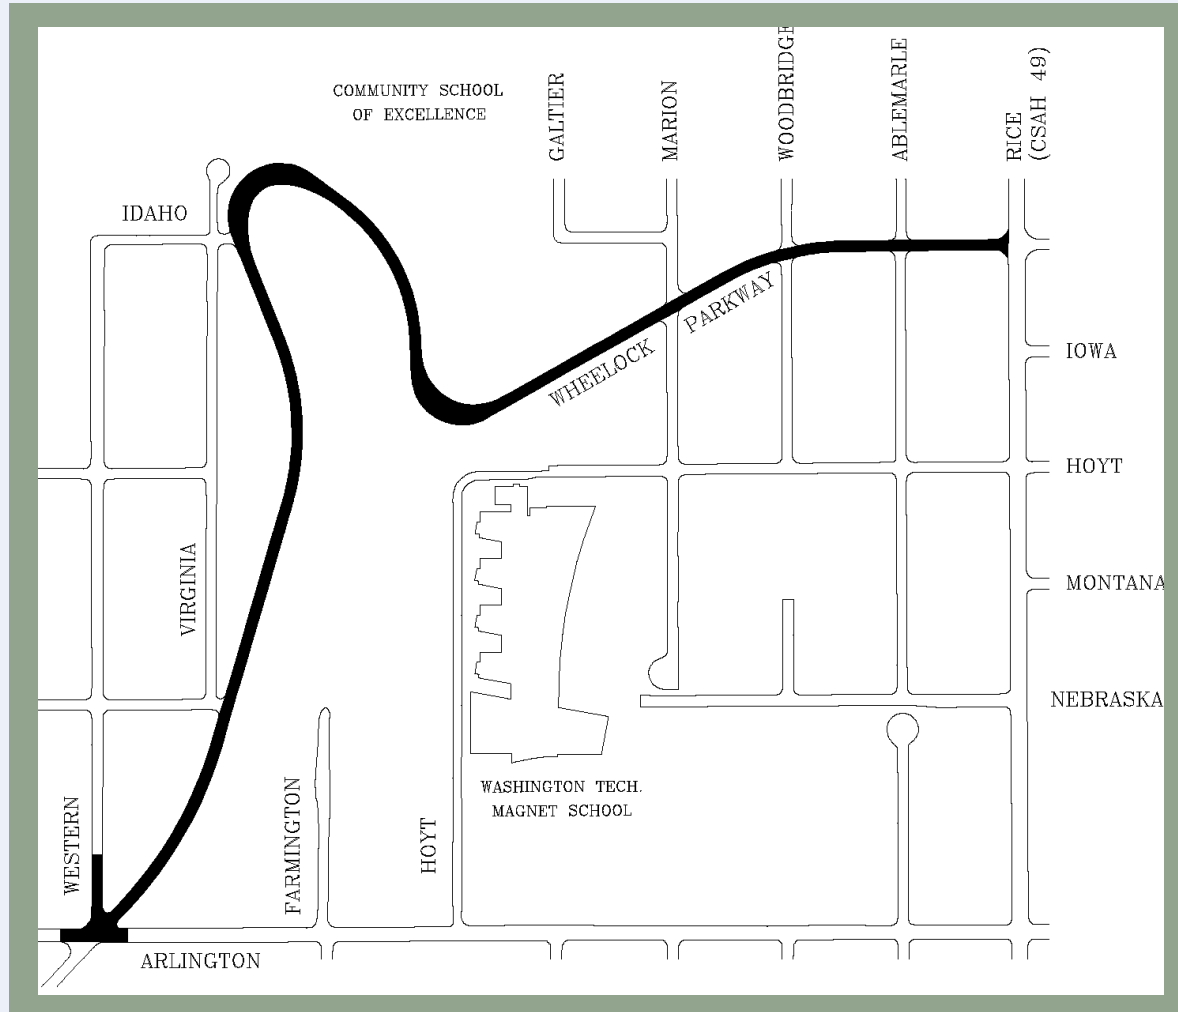 COMMUNITY SCHOOL
OF EXCELLENCE
GALTIER
MARION
WOODBRIDGE
ABLEMARLE
RICE
(CSAH 49)
IDAHO
WHEELOCK PARKWAY
IOWA
HOYT
VIRGINIA
MONTANA
NEBRASKA
WASHINGTON TECH.
MAGNET SCHOOL
WESTERN
FARMINGTON
HOYT
ARLINGTON